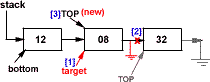 stack
{3} TOP (new)
12
08
{2}
32
bottom
{1}
target
TOP